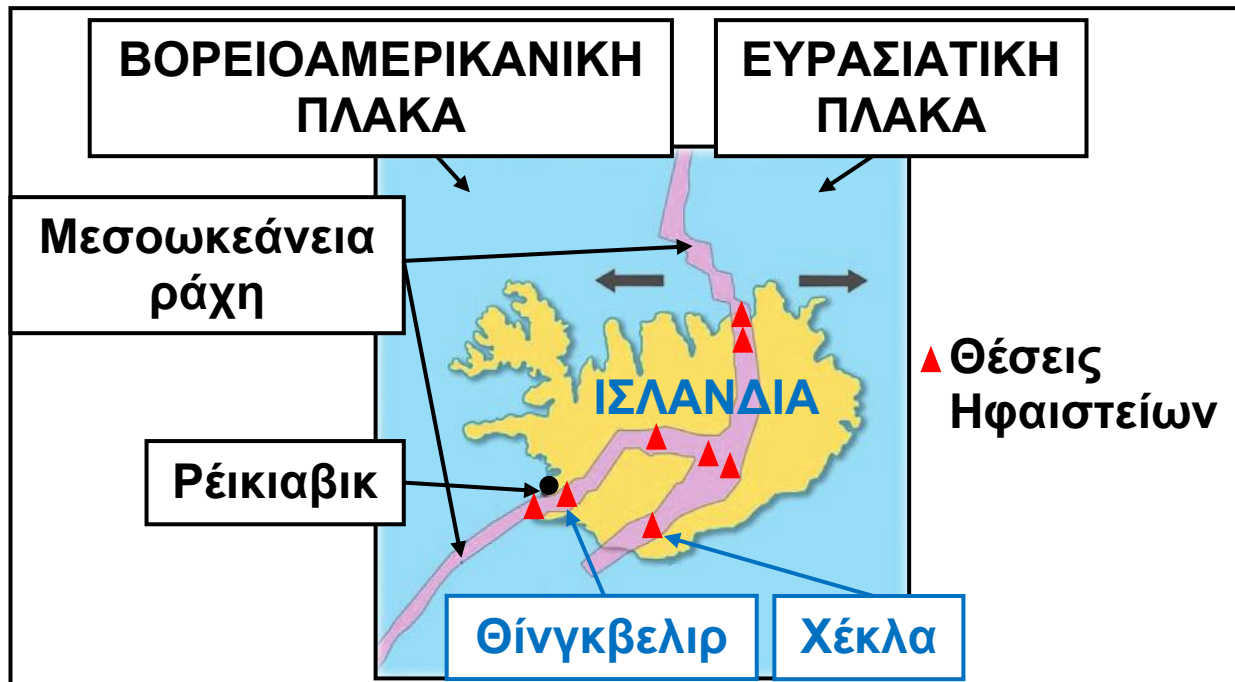 ΒΟΡΕΙΟΑΜΕΡΙΚΑΝΙΚΗ
ΠΛΑΚΑ
ΕΥΡΑΣΙΑΤΙΚΗ
ΠΛΑΚΑ
Μεσοωκεάνεια
ράχη
ΙΣΛΑΝΔΙΑ
Θέσεις
Ηφαιστείων
Ρέικιαβικ
Θίνγκβελιρ
Χέκλα